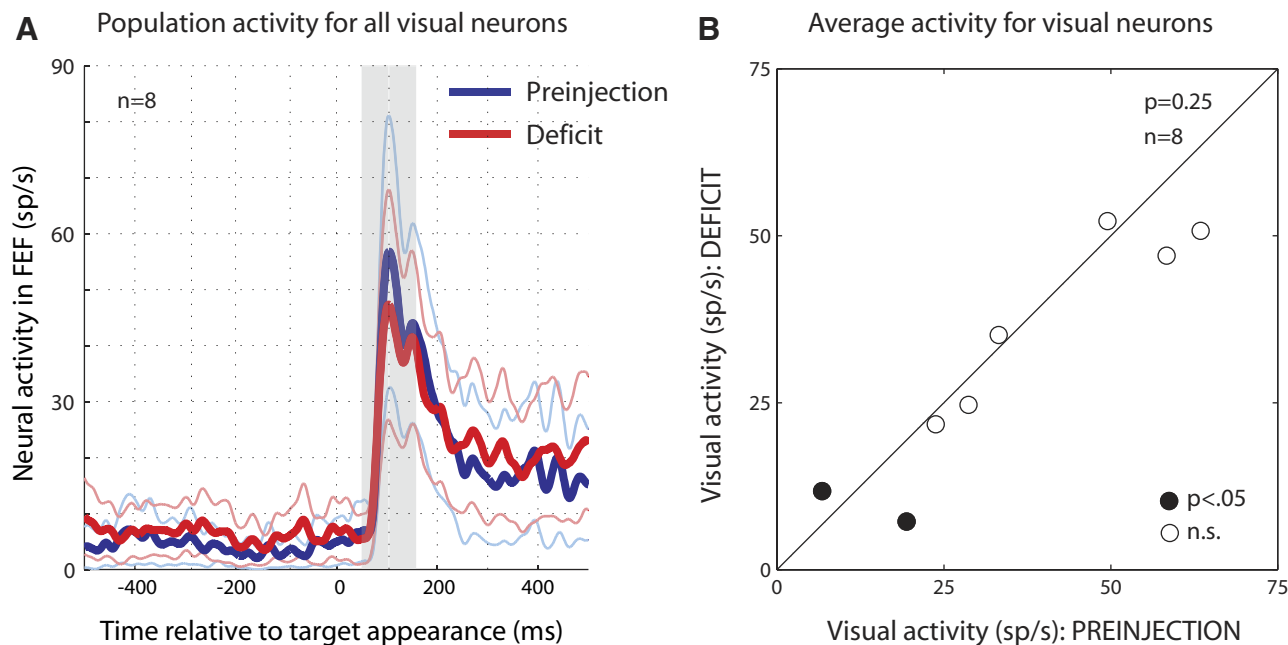 A Population activity for all visual neurons
90
60
30
0
Neural activity in FEF (sp/s)
n=8
Preinjection
Deficit
-400 -200 0 200 400
Time relative to target appearance (ms)
B Average activity for visual neurons
75
50
25
0
Visual activity (sp/s): DEFICIT
p=0.25
n=8
p<.05
n.s.
0 25 50 75
Visual activity (sp/s): PREINJECTION